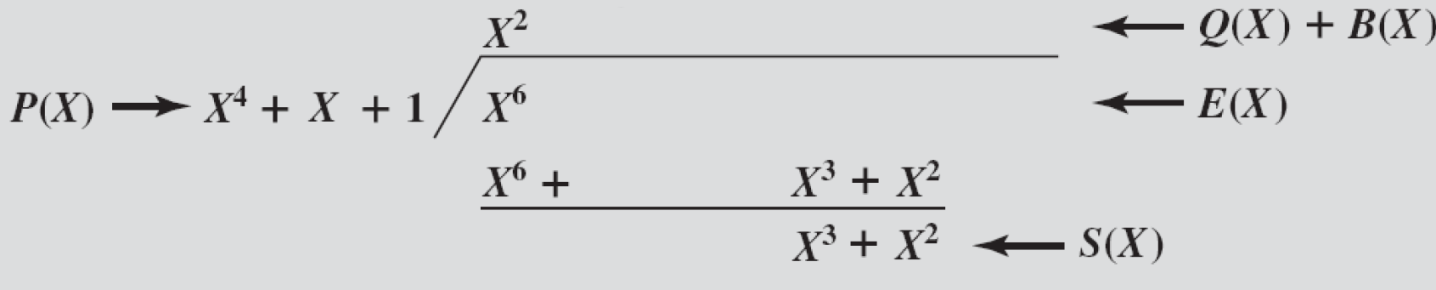 X² ← Q(X) + B(X)
P(X) → X⁴ + X + 1 X⁶ ← E(X)
X⁶ + X³ + X²
X³ + X² ← S(X)